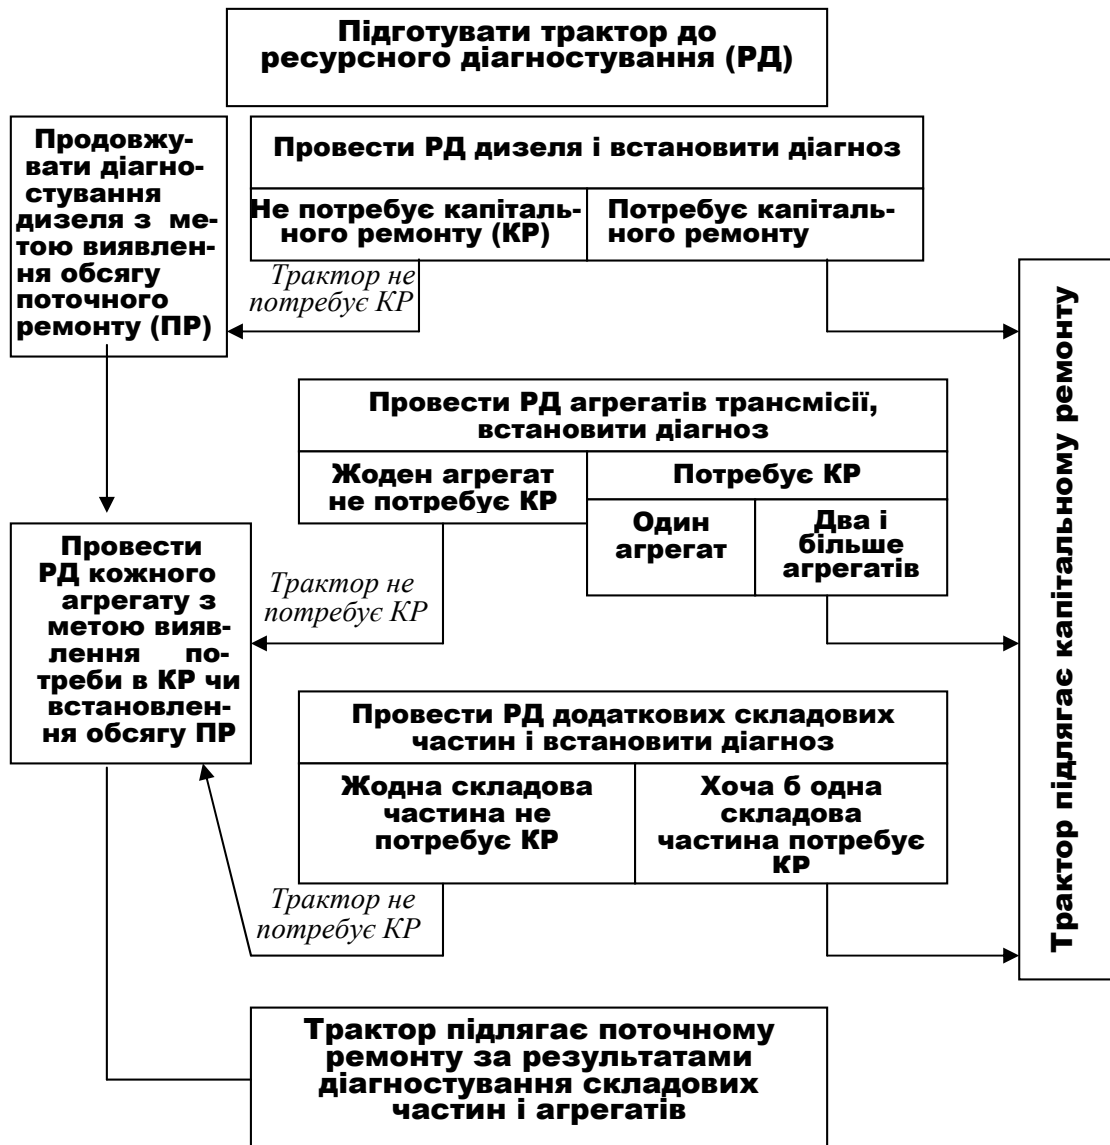 Підготувати трактор до
ресурсного діагностування (РД)
Продовжу-
вати діагно-
стування
дизеля з ме-
тою виявлен-
ня обсягу
поточного
ремонту (ПР)
Провести РД дизеля і встановити діагноз
Не потребує капіталь-
ного ремонту (КР)
Потребує капіталь-
ного ремонту
Трактор не
потребує КР
Трактор підлягає капітальному ремонту
Провести РД агрегатів трансмісії,
встановити діагноз
Жоден агрегат
не потребує КР
Потребує КР
Один
агрегат
Два і
більше
агрегатів
Провести
РД кожного
агрегату з
метою вияв-
лення по-
треби в КР чи
встановлен-
ня обсягу ПР
Трактор не
потребує КР
Провести РД додаткових складових
частин і встановити діагноз
Жодна складова
частина не
потребує КР
Хоча б одна
складова
частина потребує
КР
Трактор не
потребує КР
Трактор підлягає поточному
ремонту за результатами
діагностування складових
частин і агрегатів